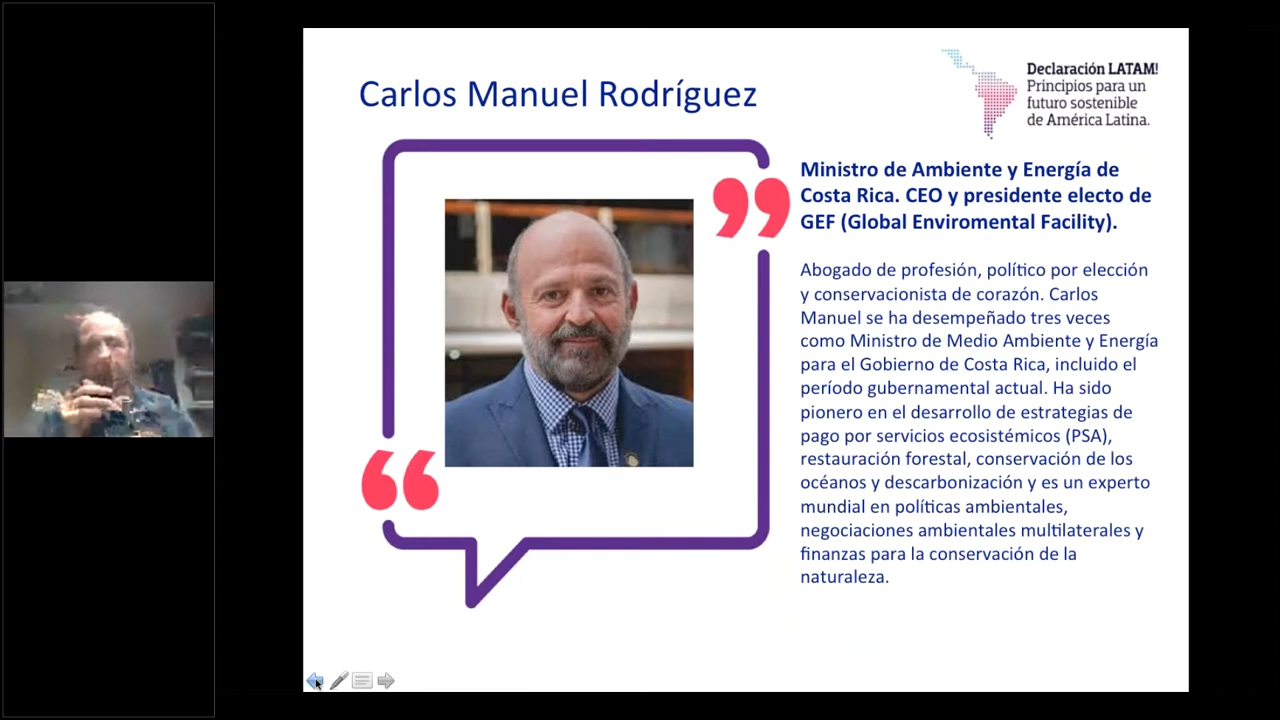 Carlos Manuel Rodríguez
Declaración LATAM!
Principios para un
futuro sostenible
de América Latina.
Ministro de Ambiente y Energía de
Costa Rica. CEO y presidente electo de
GEF (Global Enviromental Facility).
Abogado de profesión, político por elección
y conservacionista de corazón. Carlos
Manuel se ha desempeñado tres veces
como Ministro de Medio Ambiente y Energía
para el Gobierno de Costa Rica, incluido el
período gubernamental actual. Ha sido
pionero en el desarrollo de estrategias de
pago por servicios ecosistémicos (PSA),
restauración forestal, conservación de los
océanos y descarbonización y es un experto
mundial en políticas ambientales,
negociaciones ambientales multilaterales y
finanzas para la conservación de la
naturaleza.